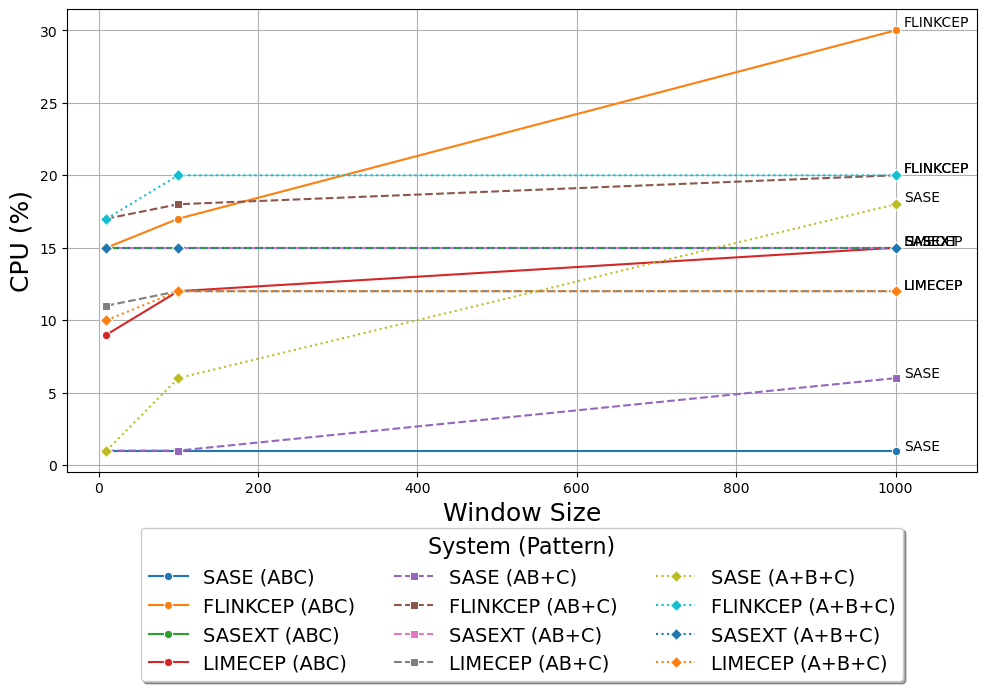 30
25
20
15
10
5
0
CPU (%)
FLINKCEP
FLINKCEP
SASE
SASEXT
LIMECEP
SASE
SASE
0 200 400 600 800 1000
Window Size
System (Pattern)
SASE (ABC) SASE (AB+C) SASE (A+B+C)
FLINKCEP (ABC) FLINKCEP (AB+C) FLINKCEP (A+B+C)
SASEXT (ABC) SASEXT (AB+C) SASEXT (A+B+C)
LIMECEP (ABC) LIMECEP (AB+C) LIMECEP (A+B+C)